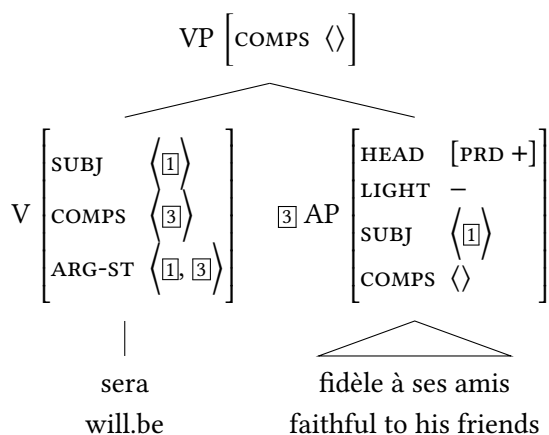 VP [COMPS ⟨⟩]
V [SUBJ ⟨1⟩
COMPS ⟨3⟩
ARG-ST ⟨1, 3⟩]
3 AP [HEAD [PRD +]
LIGHT –
SUBJ ⟨1⟩
COMPS ⟨⟩]
sera
will.be
fidèle à ses amis
faithful to his friends